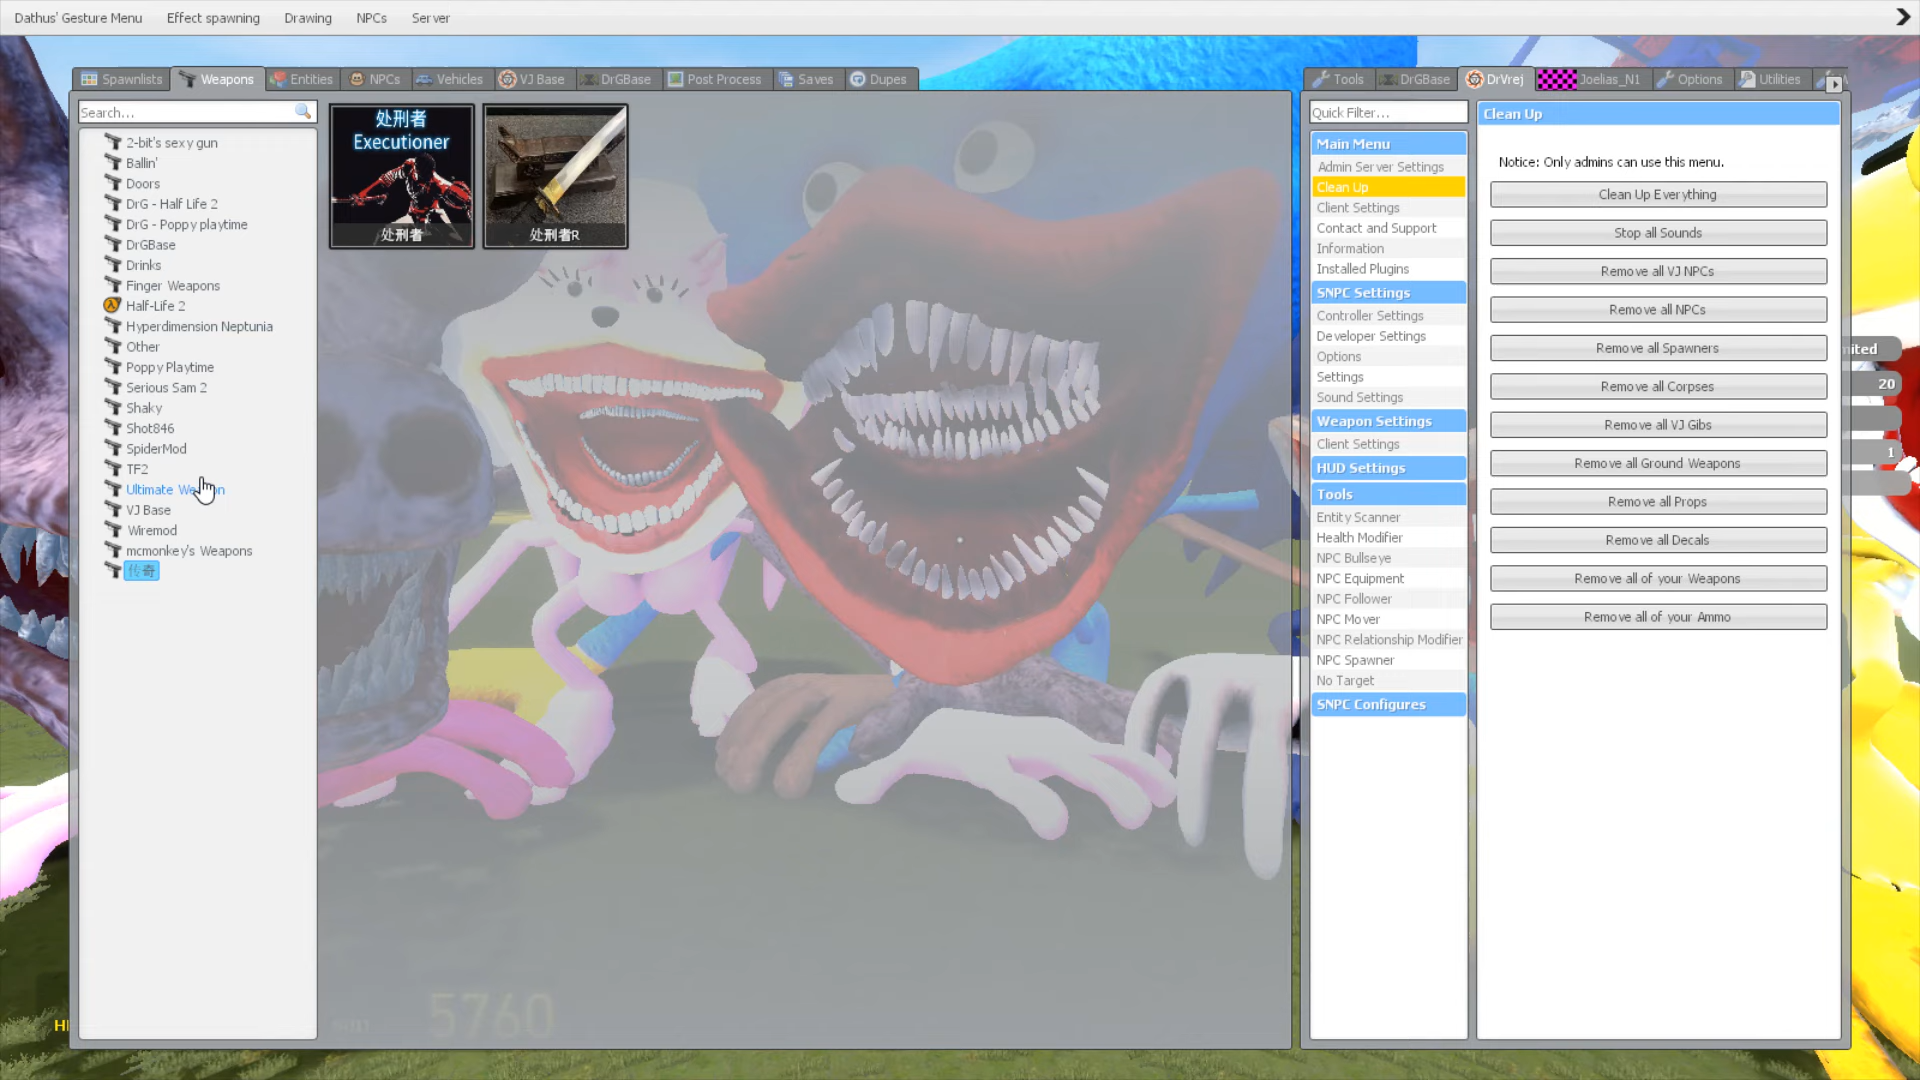 Dathus' Gesture Menu Effect spawning Drawing NPCs Server
Spawnlists Weapons Entities NPCs Vehicles VJ Base DrGBase Post Process Saves Dupes
Search...
2-bit's sexy gun
Ballin'
Doors
DrG - Half Life 2
DrG - Poppy playtime
DrGBase
Drinks
Finger Weapons
Half-Life 2
Hyperdimension Neptunia
Other
Poppy Playtime
Serious Sam 2
Shaky
Shot846
SpiderMod
TF2
Ultimate Weapon
VJ Base
Wiremod
mcmonkey's Weapons
传奇
处刑者
Executioner
处刑者
处刑者R
5760
Tools DrGBase DrVrej Joelias_N1 Options Utilities
Quick Filter...
Main Menu
Admin Server Settings
Clean Up
Client Settings
Contact and Support
Information
Installed Plugins
SNPC Settings
Controller Settings
Developer Settings
Options
Settings
Sound Settings
Weapon Settings
Client Settings
HUD Settings
Tools
Entity Scanner
Health Modifier
NPC Bullseye
NPC Equipment
NPC Follower
NPC Mover
NPC Relationship Modifier
NPC Spawner
No Target
SNPC Configures
Clean Up
Notice: Only admins can use this menu.
Clean Up Everything
Stop all Sounds
Remove all VJ NPCs
Remove all NPCs
Remove all Spawners
Remove all Corpses
Remove all VJ Gibs
Remove all Ground Weapons
Remove all Props
Remove all Decals
Remove all of your Weapons
Remove all of your Ammo
20
1